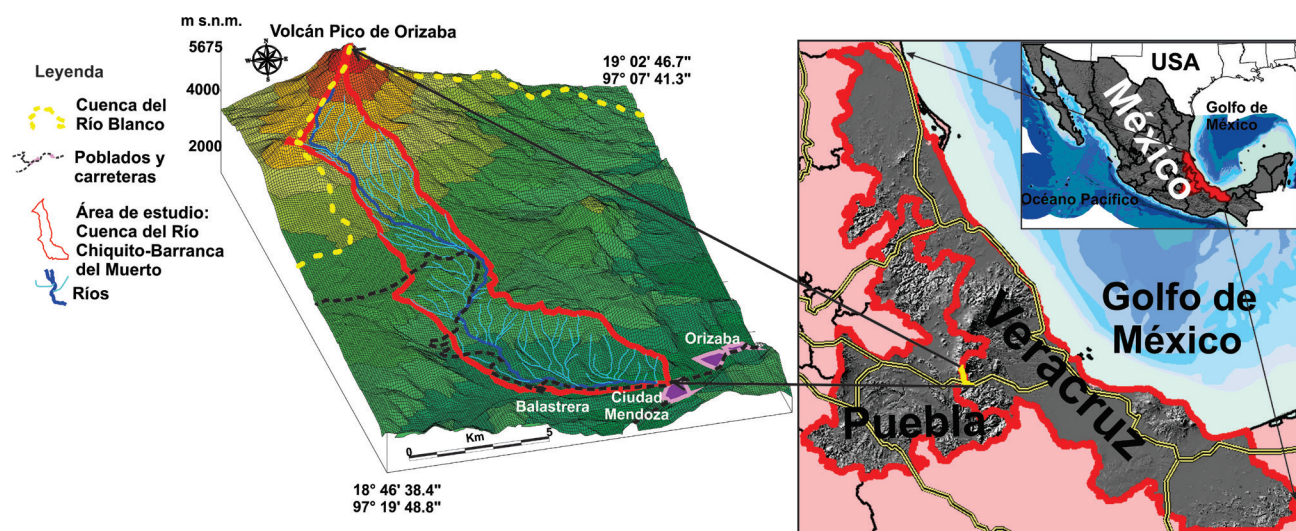 m s.n.m.
Volcán Pico de Orizaba
5675
4000
2000
19° 02' 46.7"
97° 07' 41.3"
Leyenda
Cuenca del
Río Blanco
Poblados y
carreteras
Área de estudio:
Cuenca del Río
Chiquito-Barranca
del Muerto
Ríos
Orizaba
Ciudad
Mendoza
Balastrera
Km
0
5
18° 46' 38.4"
97° 19' 48.8"
USA
México
Golfo de
México
Océano Pacífico
Golfo de
México
Veracruz
Puebla